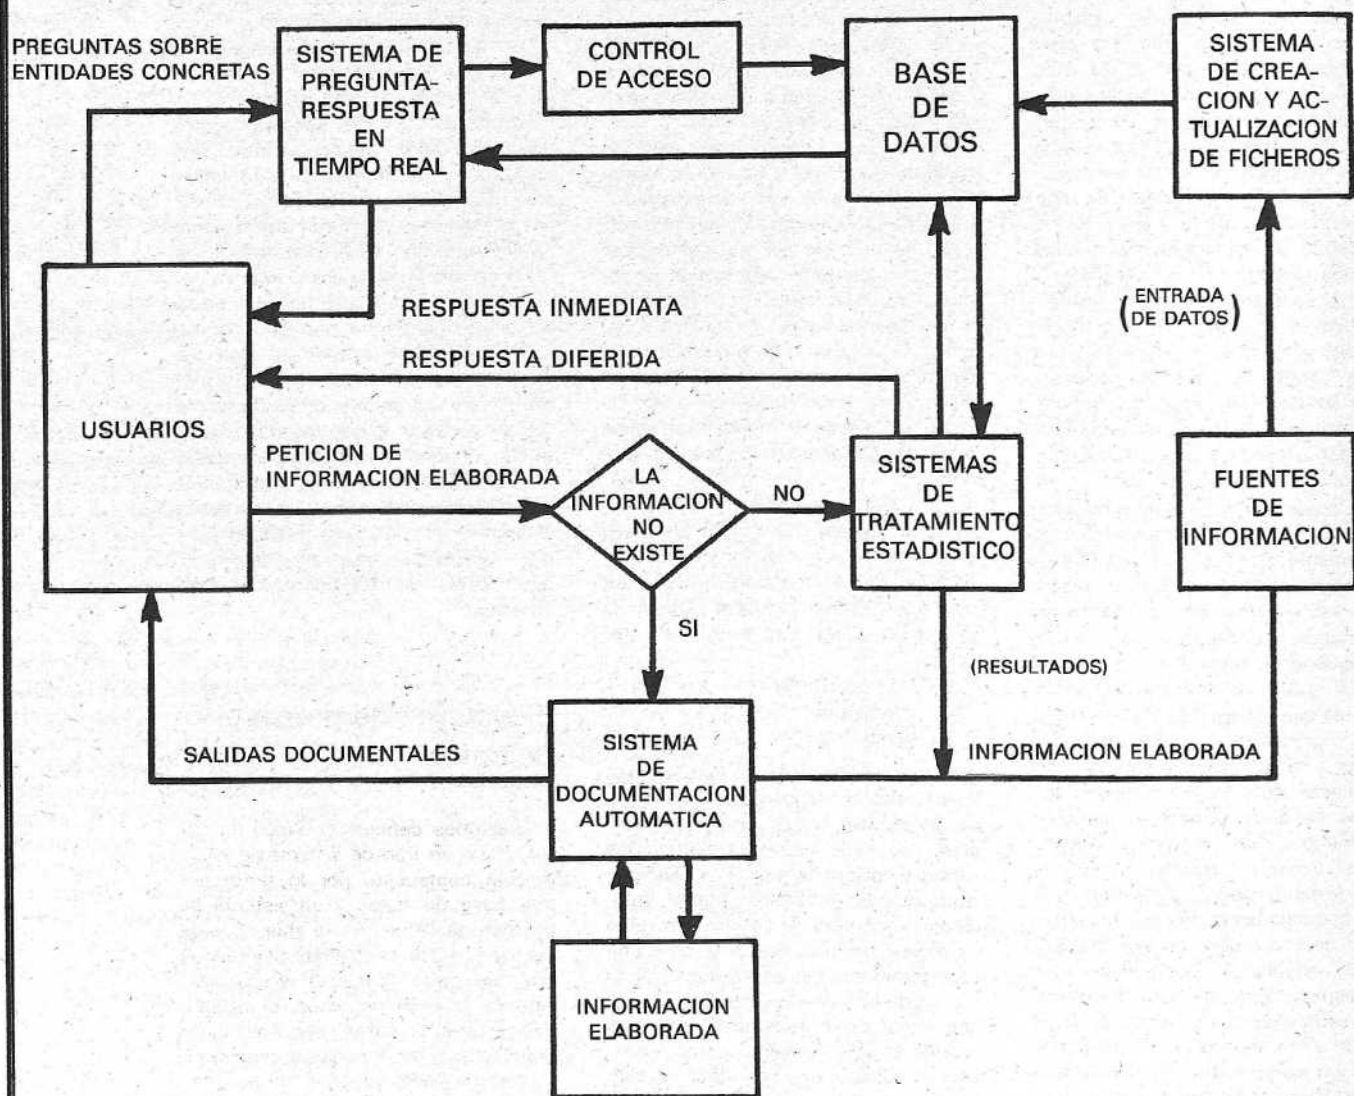 PREGUNTAS SOBRE
ENTIDADES CONCRETAS
SISTEMA DE
PREGUNTA-
RESPUESTA
EN
TIEMPO REAL
CONTROL
DE ACCESO
BASE
DE
DATOS
SISTEMA
DE CREA-
CION Y AC-
TUALIZACION
DE FICHEROS
RESPUESTA INMEDIATA
(ENTRADA
DE DATOS)
RESPUESTA DIFERIDA
USUARIOS
PETICION DE
INFORMACION ELABORADA
LA
INFORMACION
NO
EXISTE
NO
SISTEMAS
DE
TRATAMIENTO
ESTADISTICO
FUENTES
DE
INFORMACION
SI
(RESULTADOS)
SALIDAS DOCUMENTALES
SISTEMA
DE
DOCUMENTACION
AUTOMATICA
INFORMACION ELABORADA
INFORMACION
ELABORADA